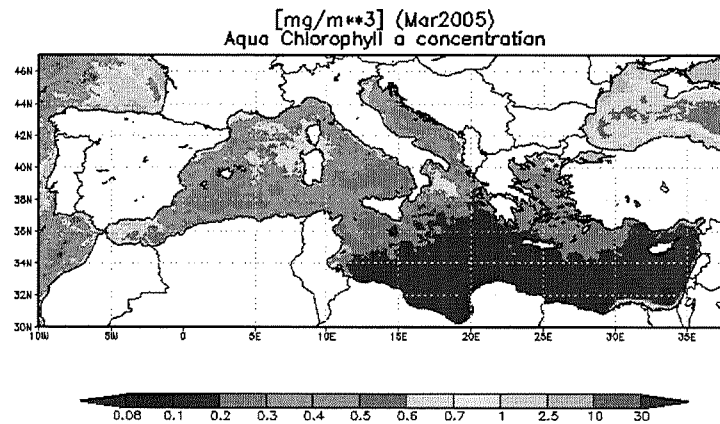 [mg/m**3] (Mar2005)
Aqua Chlorophyll a concentration
46N
44N
42N
40N
38N
36N
34N
32N
30N
10W 5W 0 5E 10E 15E 20E 25E 30E 35E
0.08 0.1 0.2 0.3 0.4 0.5 0.6 0.7 1 2.5 10 30